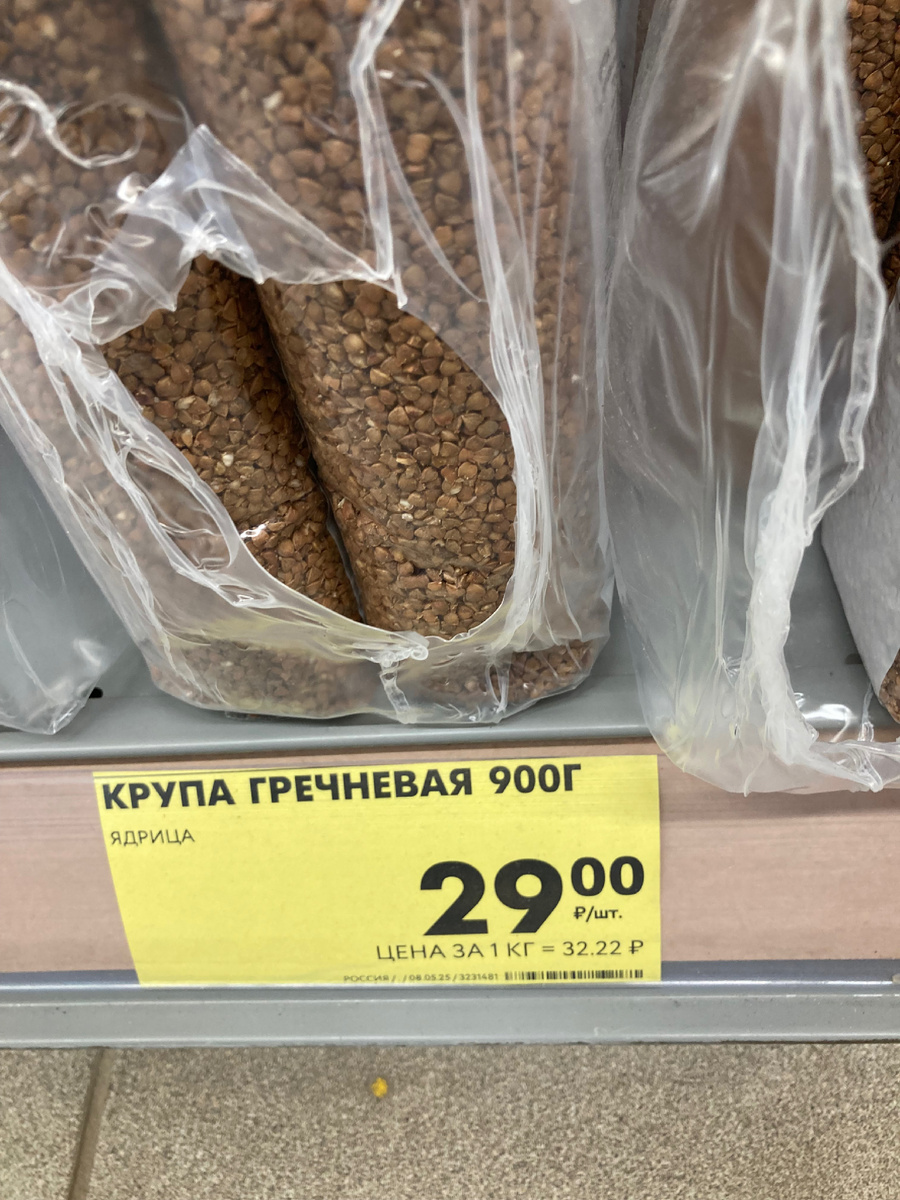 КРУПА ГРЕЧНЕВАЯ 900Г
ЯДРИЦА
29 00
₽/шт.
ЦЕНА ЗА 1 КГ = 32.22 ₽
РОССИЯ/./08.05.25/3231481